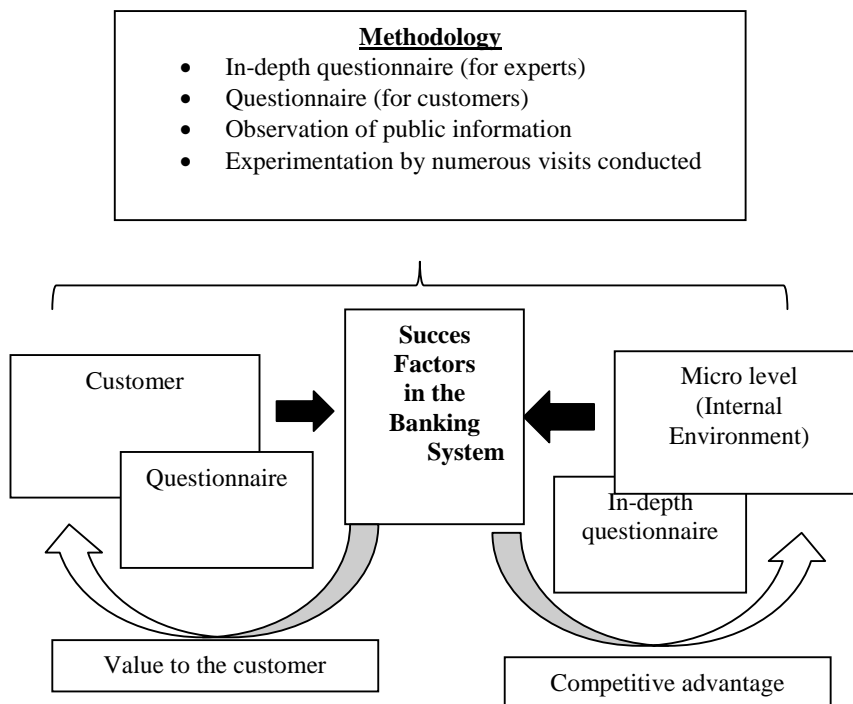 Methodology
• In-depth questionnaire (for experts)
• Questionnaire (for customers)
• Observation of public information
• Experimentation by numerous visits conducted
Succes
Factors
in the
Banking
System
Customer
Questionnaire
Micro level
(Internal
Environment)
In-depth
questionnaire
Value to the customer
Competitive advantage